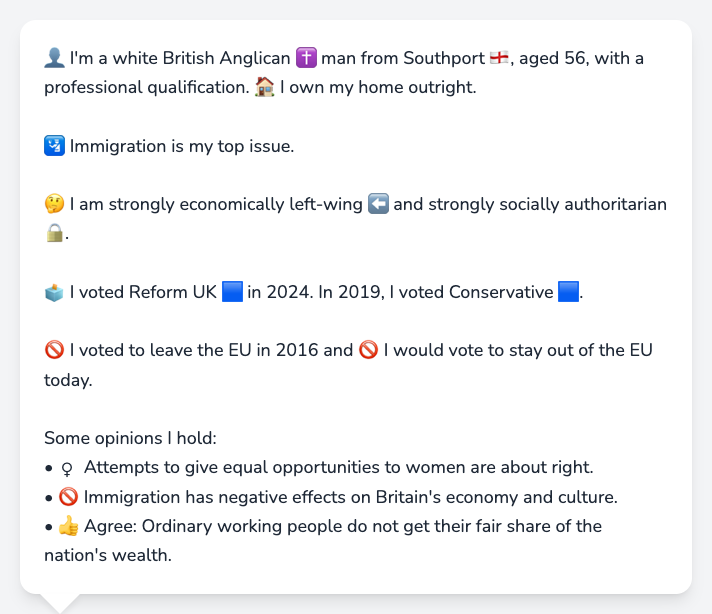 👤 I'm a white British Anglican ✝️ man from Southport 🏴󠁧󠁢󠁥󠁮󠁧󠁿, aged 56, with a
professional qualification. 🏠 I own my home outright.
🛂 Immigration is my top issue.
🤔 I am strongly economically left-wing ⬅️ and strongly socially authoritarian
🔒.
🗳️ I voted Reform UK 🟦 in 2024. In 2019, I voted Conservative 🟦.
🚫 I voted to leave the EU in 2016 and 🚫 I would vote to stay out of the EU
today.
Some opinions I hold:
• ♀ Attempts to give equal opportunities to women are about right.
• 🚫 Immigration has negative effects on Britain's economy and culture.
• 👍 Agree: Ordinary working people do not get their fair share of the
nation's wealth.